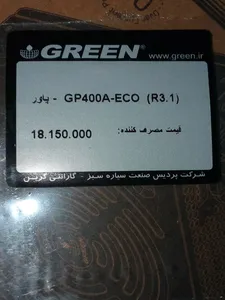 GREEN® www.green.ir
پاور - GP400A-ECO (R3.1)
قیمت مصرف کننده: 18.150.000
شرکت پردیس صنعت سیاره سبز - گارانتی گرین